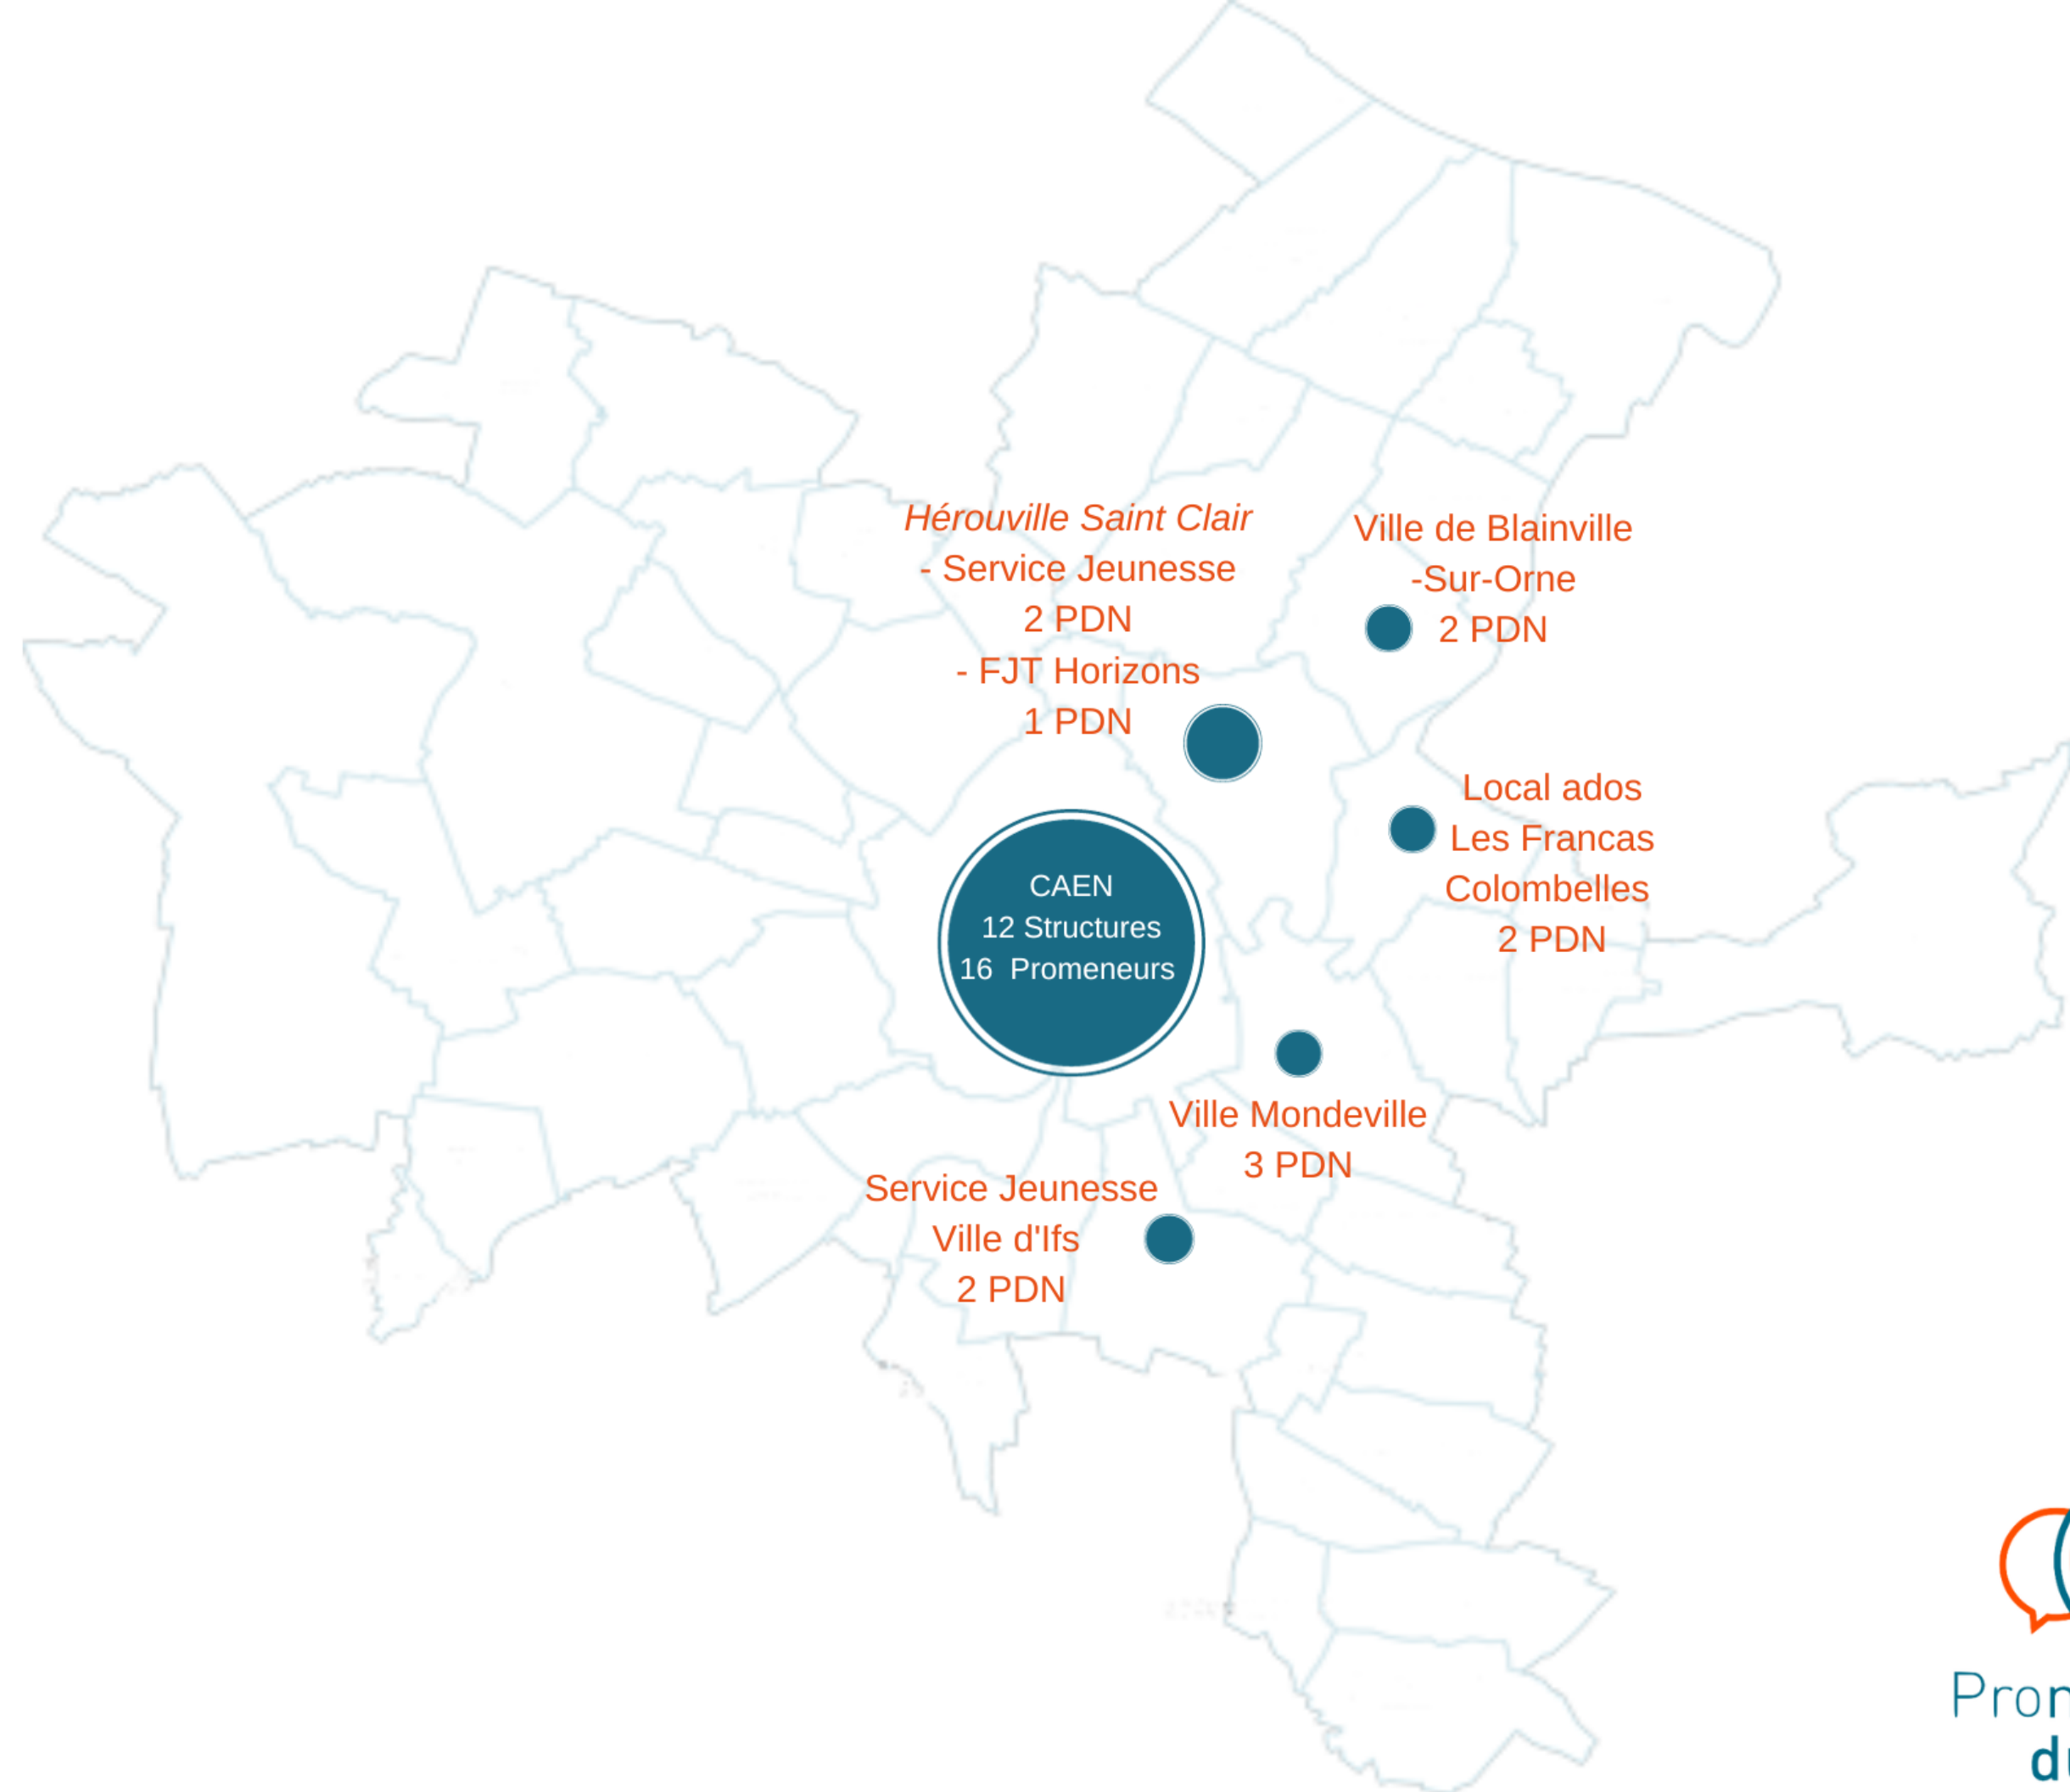 Hérouville Saint Clair
- Service Jeunesse
2 PDN
- FJT Horizons
1 PDN
Ville de Blainville
-Sur-Orne
2 PDN
Local ados
Les Francas
Colombelles
2 PDN
CAEN
12 Structures
16 Promeneurs
Ville Mondeville
3 PDN
Service Jeunesse
Ville d'Ifs
2 PDN